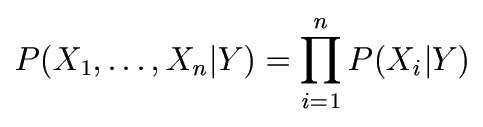 P(X_1, \ldots, X_n|Y) = \prod_{i=1}^{n} P(X_i|Y)